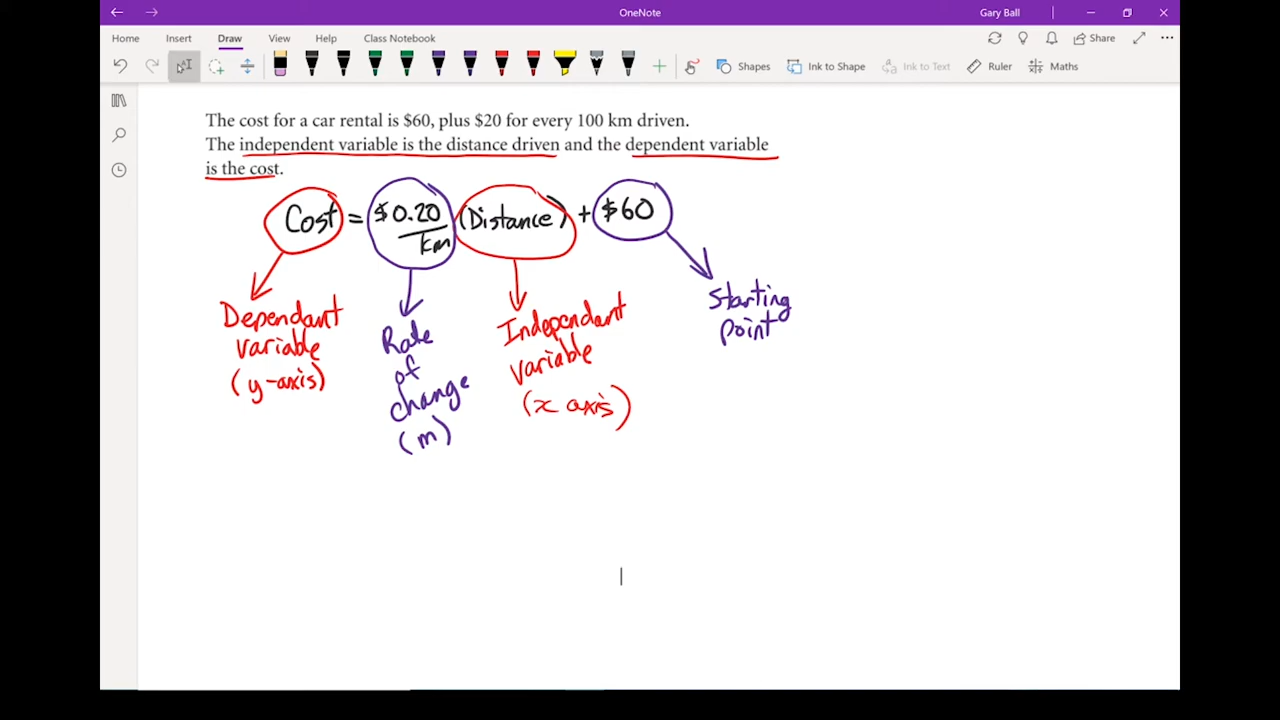 OneNote
Gary Ball
Home Insert Draw View Help Class Notebook
Share
Shapes Ink to Shape Ink to Text Ruler Maths
The cost for a car rental is $60, plus $20 for every 100 km driven.
The independent variable is the distance driven and the dependent variable
is the cost.
Cost = $0.20/km (Distance) + $60
Dependant
variable
(y-axis)
Rate
of
change
(m)
Independant
variable
(x axis)
Starting
point